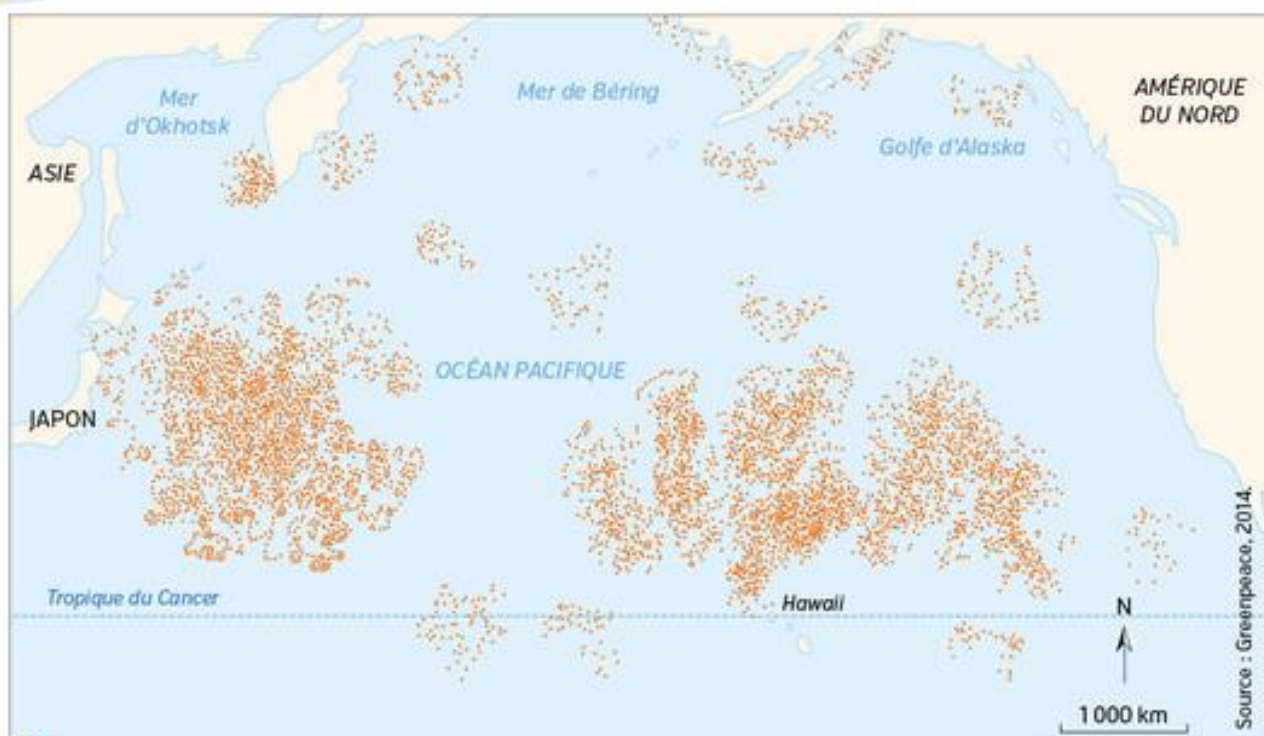 Mer
d'Okhotsk
Mer de Béring
AMÉRIQUE
DU NORD
Golfe d'Alaska
ASIE
OCÉAN PACIFIQUE
JAPON
Tropique du Cancer
Hawaii
N
1 000 km
Source : Greenpeace, 2014.